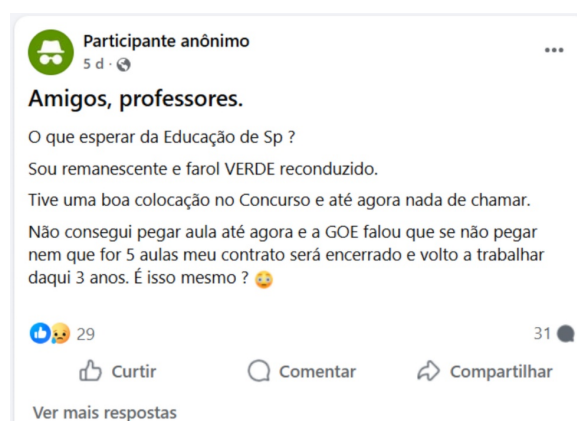 Participante anônimo
5 d ·
Amigos, professores.
O que esperar da Educação de Sp ?
Sou remanescente e farol VERDE reconduzido.
Tive uma boa colocação no Concurso e até agora nada de chamar.
Não consegui pegar aula até agora e a GOE falou que se não pegar
nem que for 5 aulas meu contrato será encerrado e volto a trabalhar
daqui 3 anos. É isso mesmo ? 😳
29
31
Curtir
Comentar
Compartilhar
Ver mais respostas